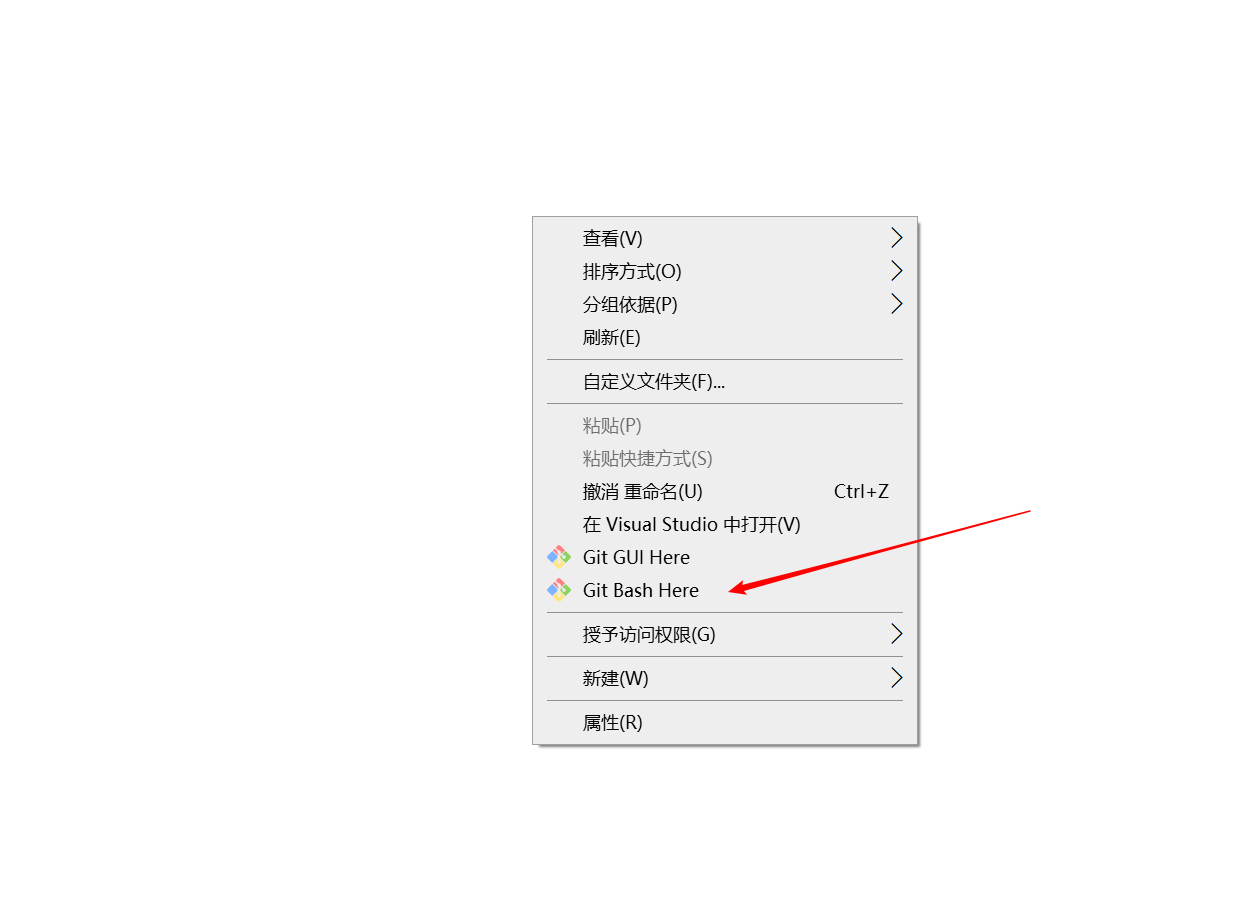 查看(V)
排序方式(O)
分组依据(P)
刷新(E)
自定义文件夹(F)...
粘贴(P)
粘贴快捷方式(S)
撤消 重命名(U) Ctrl+Z
在 Visual Studio 中打开(V)
Git GUI Here
Git Bash Here
授予访问权限(G)
新建(W)
属性(R)